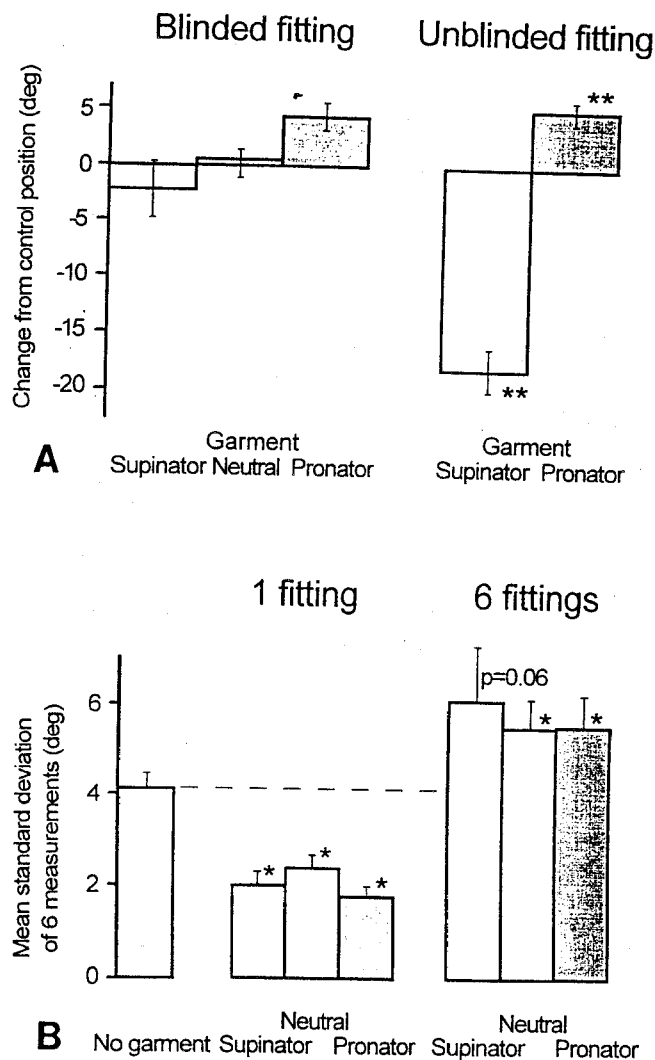 Blinded fitting Unblinded fitting
Change from control position (deg)
5
0
-5
-10
-15
-20
**
**
Garment
Supinator Neutral Pronator
Garment
Supinator Pronator
A
1 fitting 6 fittings
Mean standard deviation
of 6 measurements (deg)
6
4
2
0
*
*
*
p=0.06
*
*
Neutral
No garment Supinator Pronator
Neutral
Supinator Pronator
B